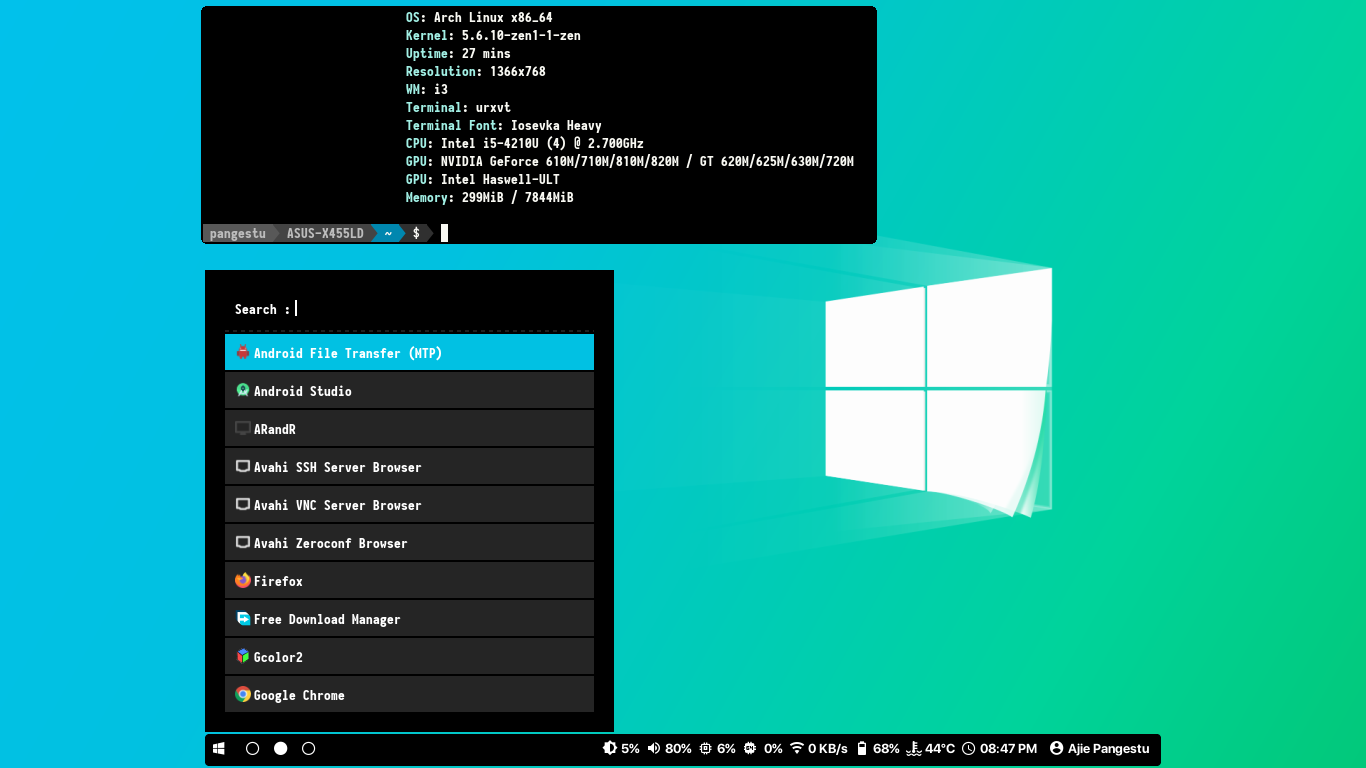 OS: Arch Linux x86_64
Kernel: 5.6.10-zen1-1-zen
Uptime: 27 mins
Resolution: 1366x768
WM: i3
Terminal: urxvt
Terminal Font: Iosevka Heavy
CPU: Intel i5-4210U (4) @ 2.700GHz
GPU: NVIDIA GeForce 610M/710M/810M/820M / GT 620M/625M/630M/720M
GPU: Intel Haswell-ULT
Memory: 299MiB / 7844MiB
pangestu ASUS-X455LD ~ $
Search :
Android File Transfer (MTP)
Android Studio
ARandR
Avahi SSH Server Browser
Avahi VNC Server Browser
Avahi Zeroconf Browser
Firefox
Free Download Manager
Gcolor2
Google Chrome
5% 80% 6% 0% 0 KB/s 68% 44°C 08:47 PM Ajie Pangestu